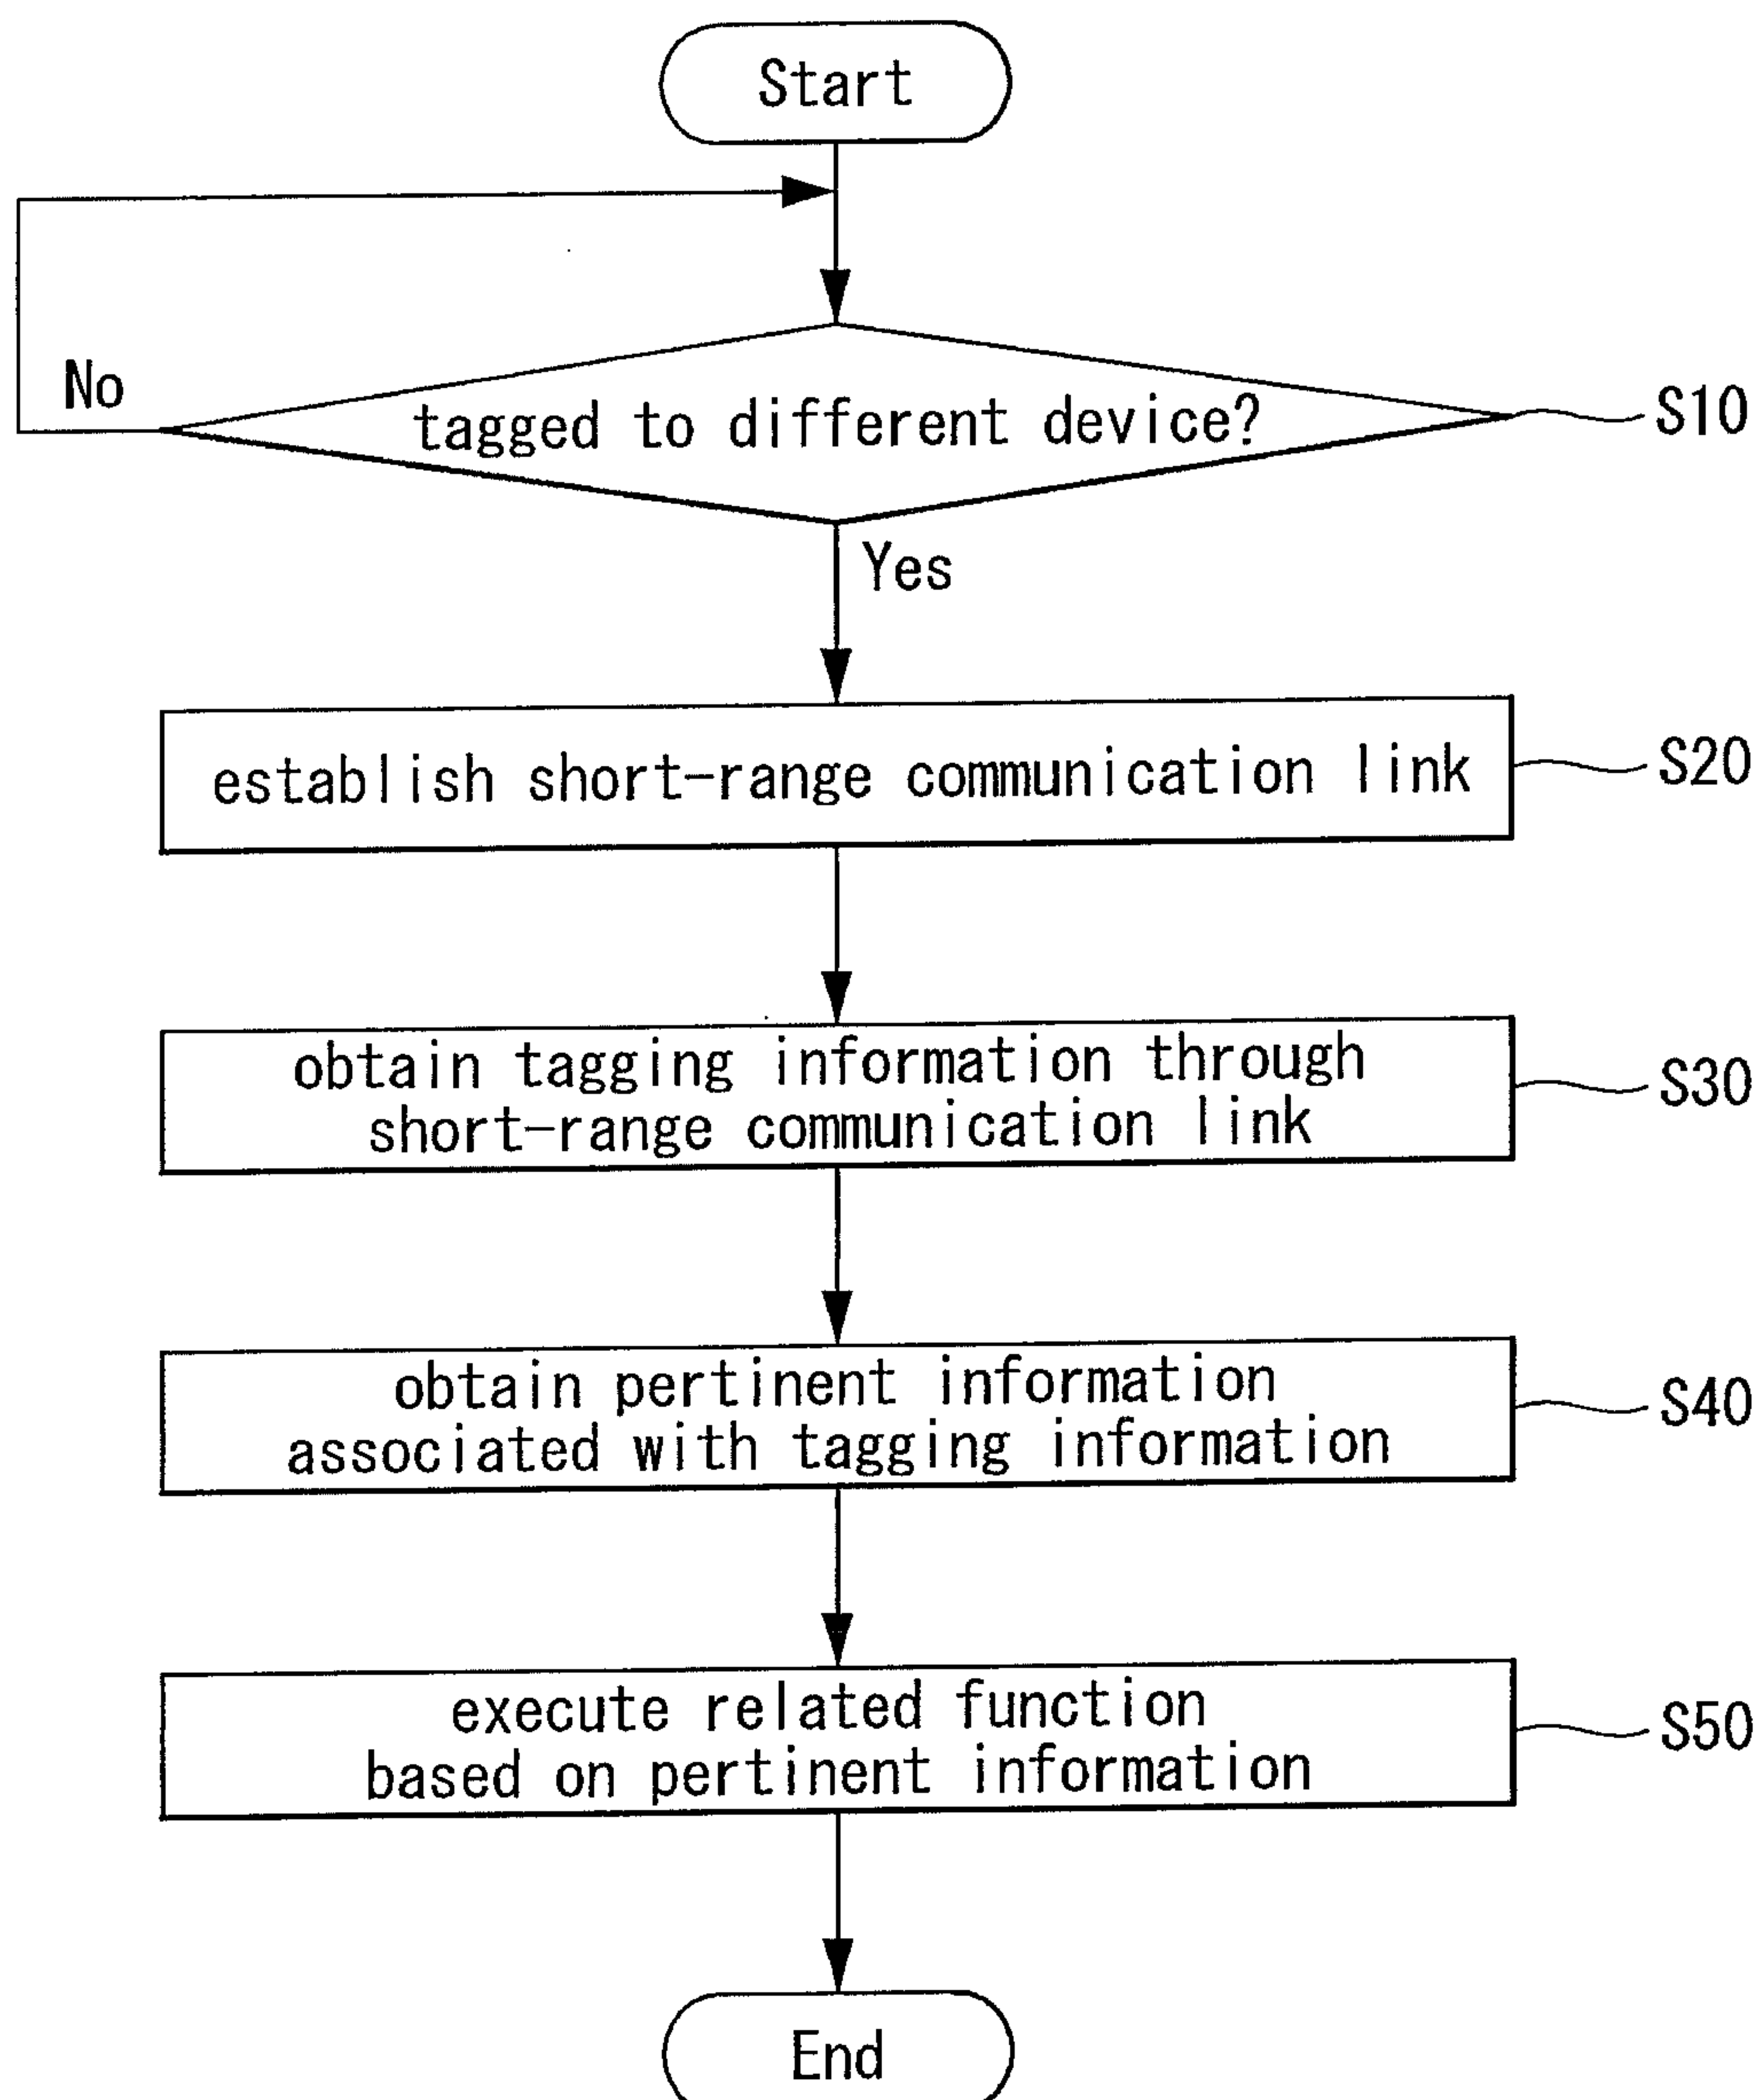 Start
No
tagged to different device?
S10
Yes
establish short-range communication link
S20
obtain tagging information through
short-range communication link
S30
obtain pertinent information
associated with tagging information
S40
execute related function
based on pertinent information
S50
End